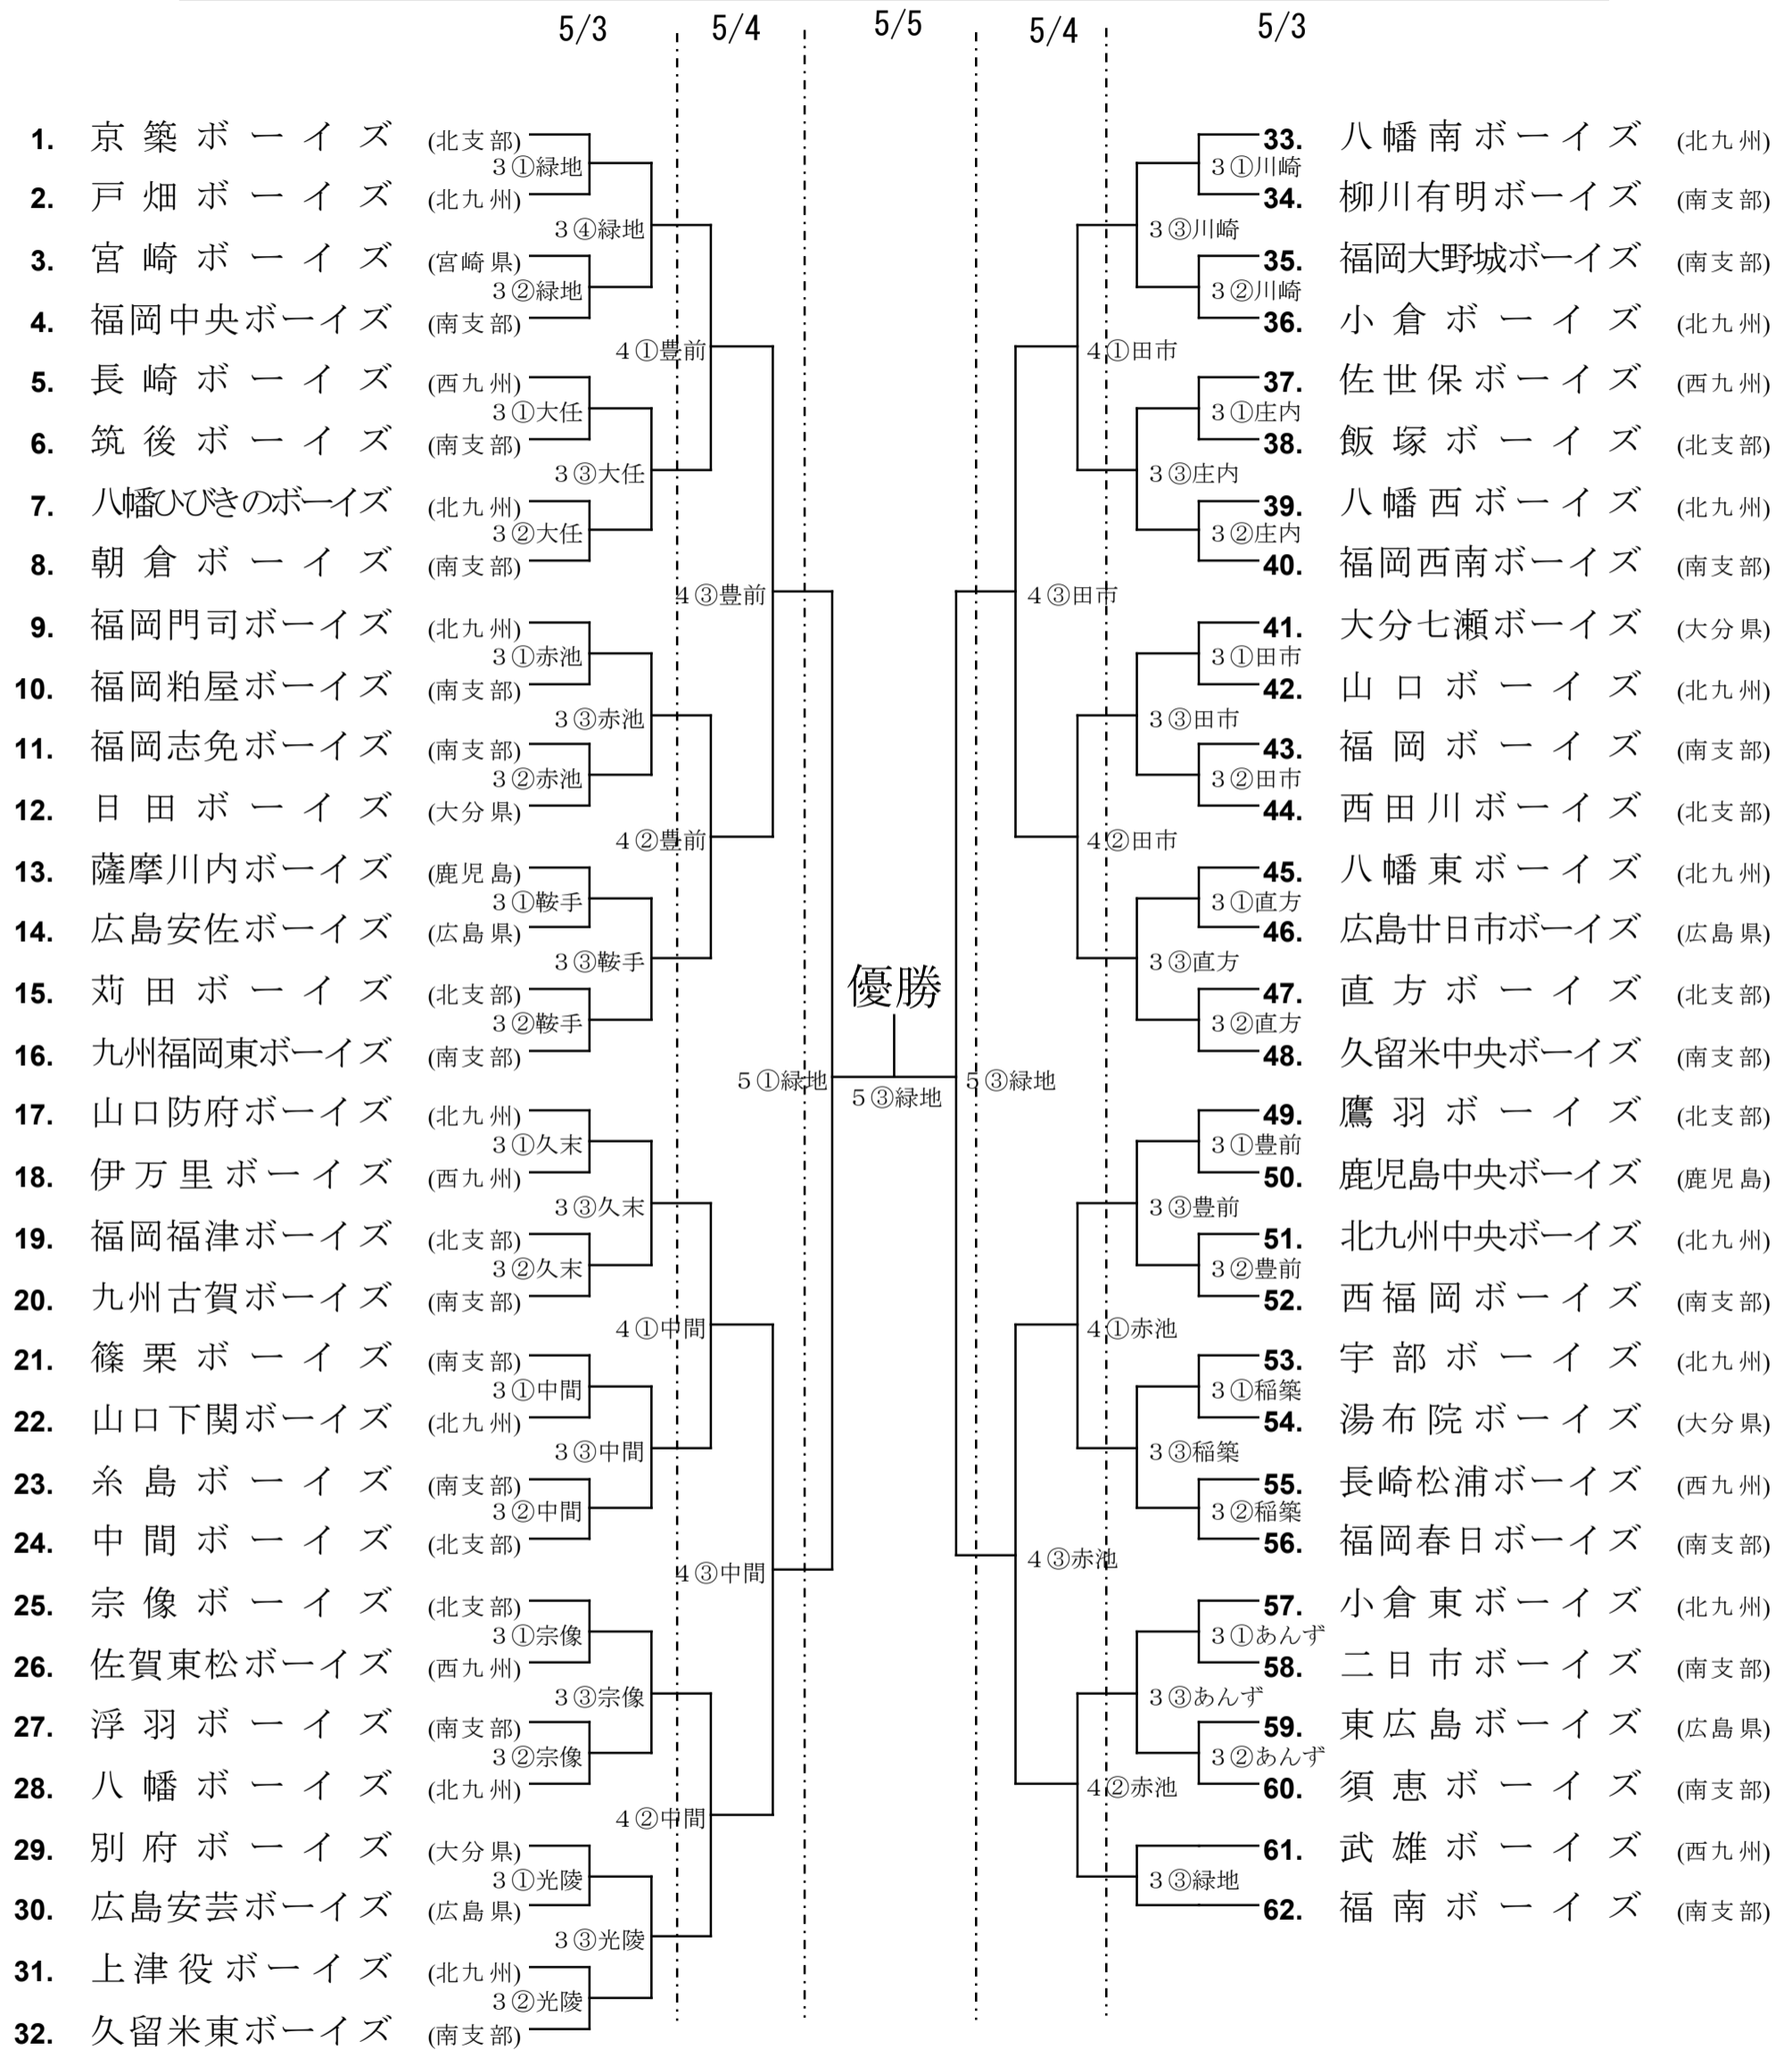 5/3 5/4 5/5 5/4 5/3
1. 京築ボーイズ (北支部)
3①緑地
2. 戸畑ボーイズ (北九州)
3④緑地
3. 宮崎ボーイズ (宮崎県)
3②緑地
4. 福岡中央ボーイズ (南支部)
4①豊前
5. 長崎ボーイズ (西九州)
3①大任
6. 筑後ボーイズ (南支部)
3③大任
7. 八幡ひびきのボーイズ (北九州)
3②大任
8. 朝倉ボーイズ (南支部)
4③豊前
9. 福岡門司ボーイズ (北九州)
3①赤池
10. 福岡粕屋ボーイズ (南支部)
3③赤池
11. 福岡志免ボーイズ (南支部)
3②赤池
12. 日田ボーイズ (大分県)
4②豊前
13. 薩摩川内ボーイズ (鹿児島)
3①鞍手
14. 広島安佐ボーイズ (広島県)
3③鞍手
15. 苅田ボーイズ (北支部)
3②鞍手
16. 九州福岡東ボーイズ (南支部)
5①緑地
17. 山口防府ボーイズ (北九州)
3①久末
18. 伊万里ボーイズ (西九州)
3③久末
19. 福岡福津ボーイズ (北支部)
3②久末
20. 九州古賀ボーイズ (南支部)
4①中間
21. 篠栗ボーイズ (南支部)
3①中間
22. 山口下関ボーイズ (北九州)
3③中間
23. 糸島ボーイズ (南支部)
3②中間
24. 中間ボーイズ (北支部)
4③中間
25. 宗像ボーイズ (北支部)
3①宗像
26. 佐賀東松ボーイズ (西九州)
3③宗像
27. 浮羽ボーイズ (南支部)
3②宗像
28. 八幡ボーイズ (北九州)
4②中間
29. 別府ボーイズ (大分県)
3①光陵
30. 広島安芸ボーイズ (広島県)
3③光陵
31. 上津役ボーイズ (北九州)
3②光陵
32. 久留米東ボーイズ (南支部)
優勝
5③緑地
33. 八幡南ボーイズ (北九州)
3①川崎
34. 柳川有明ボーイズ (南支部)
3③川崎
35. 福岡大野城ボーイズ (南支部)
3②川崎
36. 小倉ボーイズ (北九州)
4①田市
37. 佐世保ボーイズ (西九州)
3①庄内
38. 飯塚ボーイズ (北支部)
3③庄内
39. 八幡西ボーイズ (北九州)
3②庄内
40. 福岡西南ボーイズ (南支部)
4③田市
41. 大分七瀬ボーイズ (大分県)
3①田市
42. 山口ボーイズ (北九州)
3③田市
43. 福岡ボーイズ (南支部)
3②田市
44. 西田川ボーイズ (北支部)
4②田市
45. 八幡東ボーイズ (北九州)
3①直方
46. 広島廿日市ボーイズ (広島県)
3③直方
47. 直方ボーイズ (北支部)
3②直方
48. 久留米中央ボーイズ (南支部)
5③緑地
49. 鷹羽ボーイズ (北支部)
3①豊前
50. 鹿児島中央ボーイズ (鹿児島)
3③豊前
51. 北九州中央ボーイズ (北九州)
3②豊前
52. 西福岡ボーイズ (南支部)
4①赤池
53. 宇部ボーイズ (北九州)
3①稲築
54. 湯布院ボーイズ (大分県)
3③稲築
55. 長崎松浦ボーイズ (西九州)
3②稲築
56. 福岡春日ボーイズ (南支部)
4③赤池
57. 小倉東ボーイズ (北九州)
3①あんず
58. 二日市ボーイズ (南支部)
3③あんず
59. 東広島ボーイズ (広島県)
3②あんず
60. 須恵ボーイズ (南支部)
4②赤池
61. 武雄ボーイズ (西九州)
3③緑地
62. 福南ボーイズ (南支部)